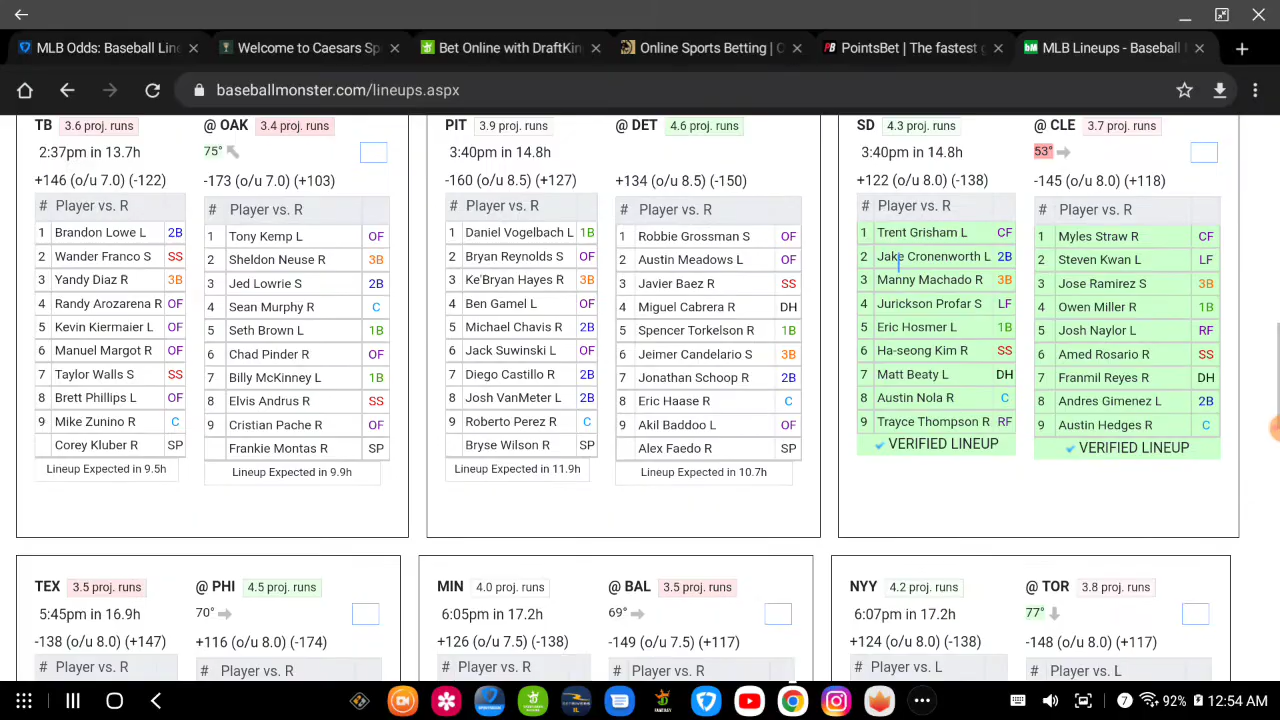 MLB Odds: Baseball Line
Welcome to Caesars Sp
Bet Online with DraftKin
Online Sports Betting | O
PointsBet | The fastest g
MLB Lineups - Baseball
baseballmonster.com/lineups.aspx
TB 3.6 proj. runs
@ OAK 3.4 proj. runs
2:37pm in 13.7h
75°
+146 (o/u 7.0) (-122)
-173 (o/u 7.0) (+103)
# Player vs. R
1 Brandon Lowe L 2B
2 Wander Franco S SS
3 Yandy Diaz R 3B
4 Randy Arozarena R OF
5 Kevin Kiermaier L OF
6 Manuel Margot R OF
7 Taylor Walls S SS
8 Brett Phillips L OF
9 Mike Zunino R C
Corey Kluber R SP
Lineup Expected in 9.5h
# Player vs. R
1 Tony Kemp L OF
2 Sheldon Neuse R 3B
3 Jed Lowrie S 2B
4 Sean Murphy R C
5 Seth Brown L 1B
6 Chad Pinder R OF
7 Billy McKinney L 1B
8 Elvis Andrus R SS
9 Cristian Pache R OF
Frankie Montas R SP
Lineup Expected in 9.9h
PIT 3.9 proj. runs
@ DET 4.6 proj. runs
3:40pm in 14.8h
-160 (o/u 8.5) (+127)
+134 (o/u 8.5) (-150)
# Player vs. R
1 Daniel Vogelbach L 1B
2 Bryan Reynolds S OF
3 Ke'Bryan Hayes R 3B
4 Ben Gamel L OF
5 Michael Chavis R 2B
6 Jack Suwinski L OF
7 Diego Castillo R 2B
8 Josh VanMeter L 2B
9 Roberto Perez R C
Bryse Wilson R SP
Lineup Expected in 11.9h
# Player vs. R
1 Robbie Grossman S OF
2 Austin Meadows L OF
3 Javier Baez R SS
4 Miguel Cabrera R DH
5 Spencer Torkelson R 1B
6 Jeimer Candelario S 3B
7 Jonathan Schoop R 2B
8 Eric Haase R C
9 Akil Baddoo L OF
Alex Faedo R SP
Lineup Expected in 10.7h
SD 4.3 proj. runs
@ CLE 3.7 proj. runs
3:40pm in 14.8h
53°
+122 (o/u 8.0) (-138)
-145 (o/u 8.0) (+118)
# Player vs. R
1 Trent Grisham L CF
2 Jake Cronenworth L 2B
3 Manny Machado R 3B
4 Jurickson Profar S LF
5 Eric Hosmer L 1B
6 Ha-seong Kim R SS
7 Matt Beaty L DH
8 Austin Nola R C
9 Trayce Thompson R RF
VERIFIED LINEUP
# Player vs. R
1 Myles Straw R CF
2 Steven Kwan L LF
3 Jose Ramirez S 3B
4 Owen Miller R 1B
5 Josh Naylor L RF
6 Amed Rosario R SS
7 Franmil Reyes R DH
8 Andres Gimenez L 2B
9 Austin Hedges R C
VERIFIED LINEUP
TEX 3.5 proj. runs
@ PHI 4.5 proj. runs
5:45pm in 16.9h
70°
-138 (o/u 8.0) (+147)
+116 (o/u 8.0) (-174)
# Player vs. R
# Player vs. R
MIN 4.0 proj. runs
@ BAL 3.5 proj. runs
6:05pm in 17.2h
69°
+126 (o/u 7.5) (-138)
-149 (o/u 7.5) (+117)
# Player vs. R
# Player vs. R
NYY 4.2 proj. runs
@ TOR 3.8 proj. runs
6:07pm in 17.2h
77°
+124 (o/u 8.0) (-138)
-148 (o/u 8.0) (+117)
# Player vs. L
# Player vs. L
7
92%
12:54 AM